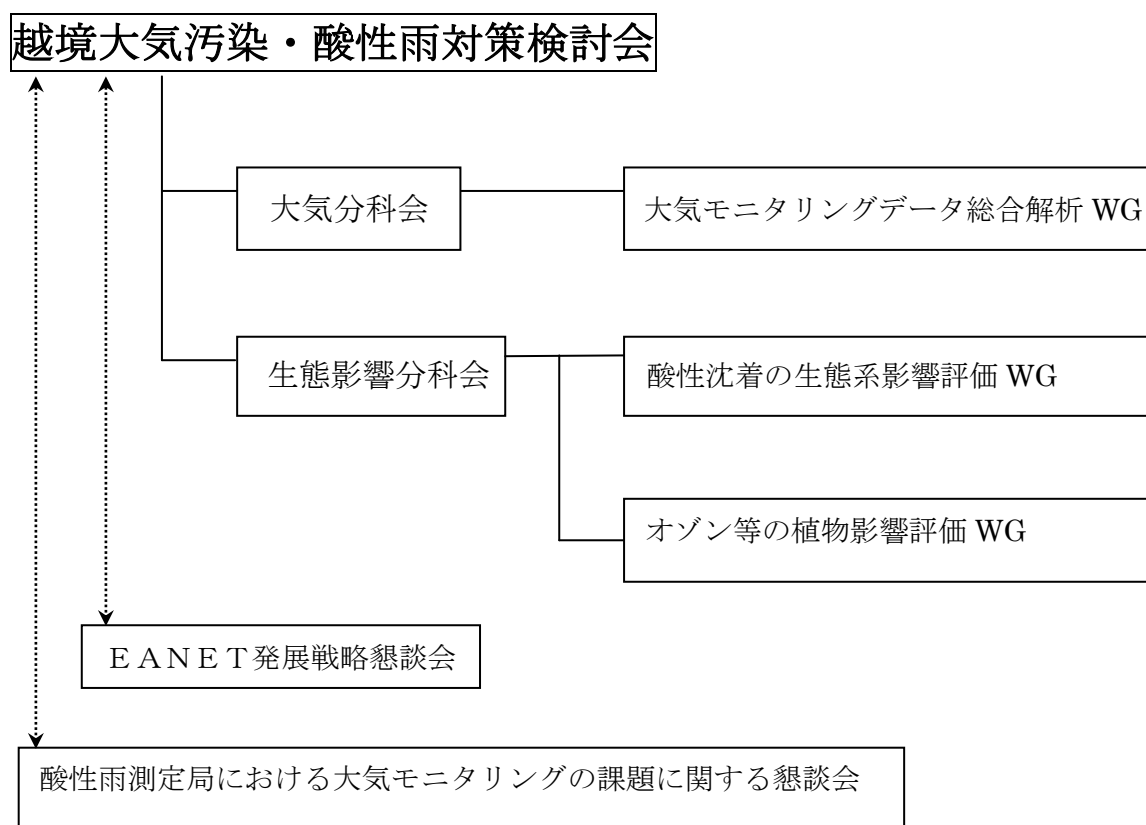 越境大気汚染・酸性雨対策検討会
大気分科会
大気モニタリングデータ総合解析 WG
生態影響分科会
酸性沈着の生態系影響評価 WG
オゾン等の植物影響評価 WG
ＥＡＮＥＴ発展戦略懇談会
酸性雨測定局における大気モニタリングの課題に関する懇談会